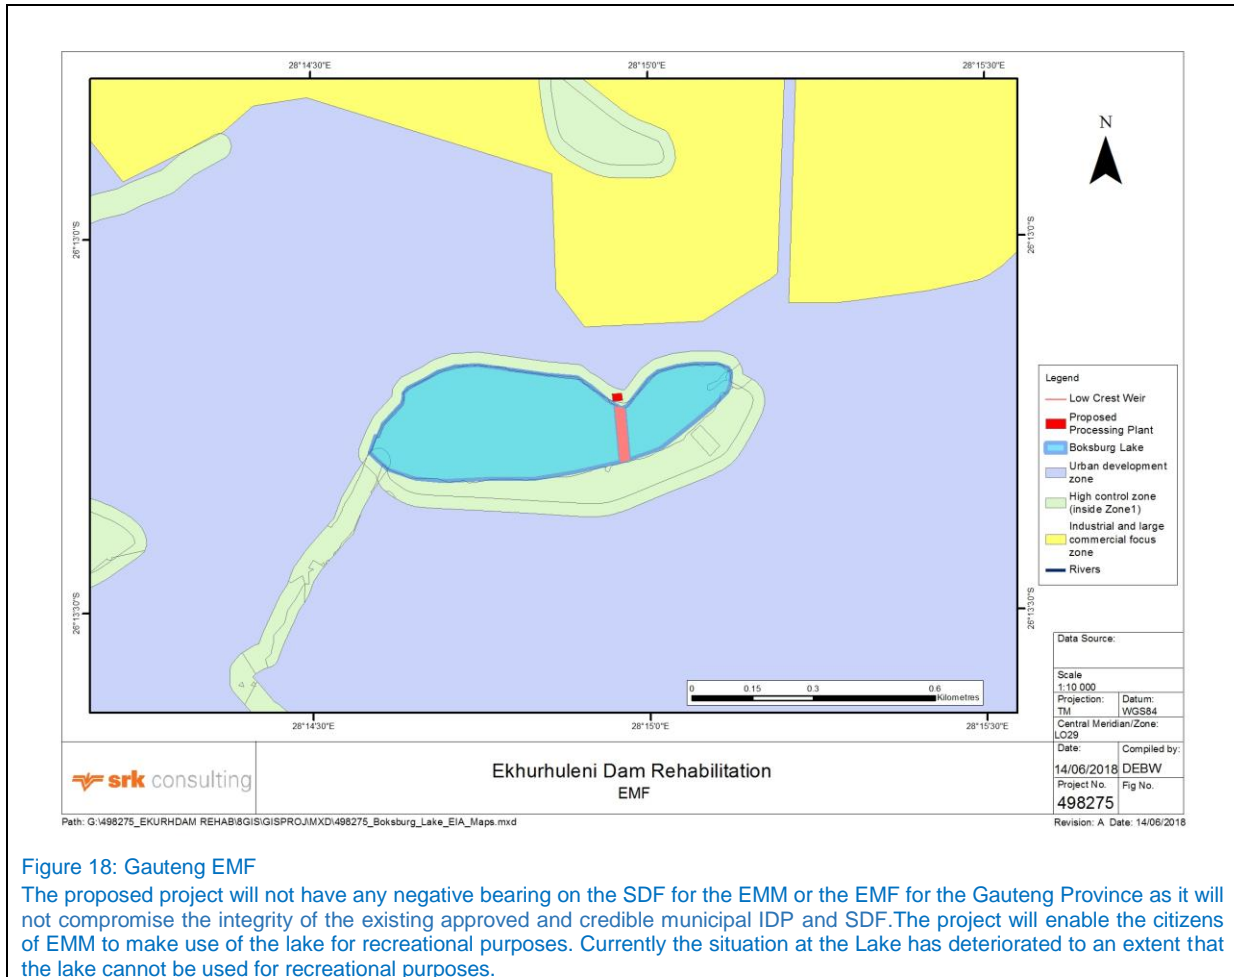 28°14'30"E
28°15'0"E
28°15'30"E
N
26°13'0"S
26°13'0"S
Legend
Low Crest Weir
Proposed
Processing Plant
Boksburg Lake
Urban development
zone
High control zone
(inside Zone1)
Industrial and large
commercial focus
zone
Rivers
26°13'30"S
26°13'30"S
0 0.15 0.3 0.6
Kilometres
28°14'30"E
28°15'0"E
28°15'30"E
Data Source:
Scale
1:10 000
Projection: Datum:
TM WGS84
Central Meridian/Zone:
LO29
Date: Compiled by:
14/06/2018 DEBW
Project No. Fig No.
498275
srk consulting
Ekhurhuleni Dam Rehabilitation
EMF
Path: G:\498275_EKURHDAM REHAB\8GIS\GISPROJ\MXD\498275_Boksburg_Lake_EIA_Maps.mxd
Revision: A Date: 14/06/2018
Figure 18: Gauteng EMF
The proposed project will not have any negative bearing on the SDF for the EMM or the EMF for the Gauteng Province as it will
not compromise the integrity of the existing approved and credible municipal IDP and SDF.The project will enable the citizens
of EMM to make use of the lake for recreational purposes. Currently the situation at the Lake has deteriorated to an extent that
the lake cannot be used for recreational purposes.